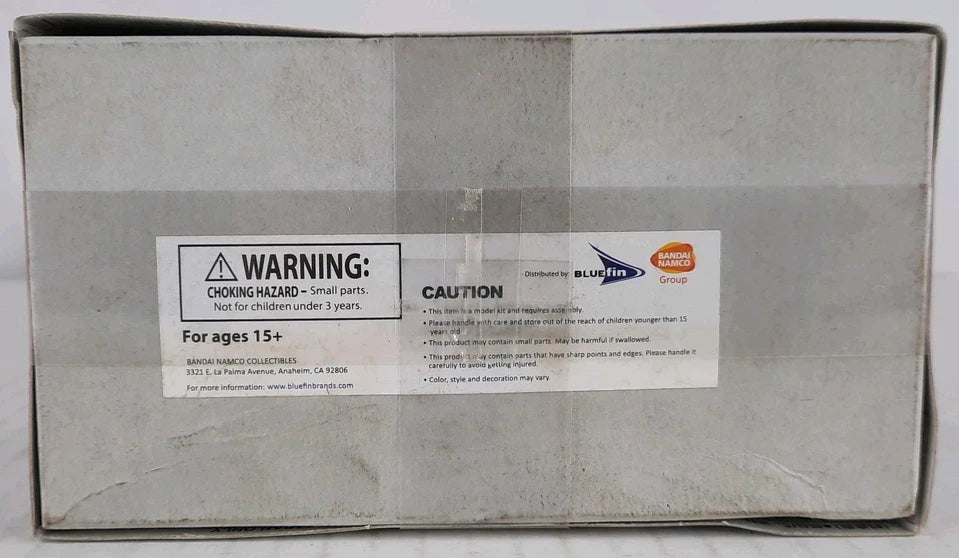 WARNING:
CHOKING HAZARD – Small parts.
Not for children under 3 years.
For ages 15+
BANDAI NAMCO COLLECTIBLES
3321 E. La Palma Avenue, Anaheim, CA 92806
For more information: www.bluefinbrands.com
Distributed by:
BLUEfin
BANDAI
NAMCO
Group
CAUTION
• This item is a model kit and requires assembly.
• Please handle with care and store out of the reach of children younger than 15
years old.
• This product may contain small parts. May be harmful if swallowed.
• This product may contain parts that have sharp points and edges. Please handle it
carefully to avoid getting injured.
• Color, style and decoration may vary.